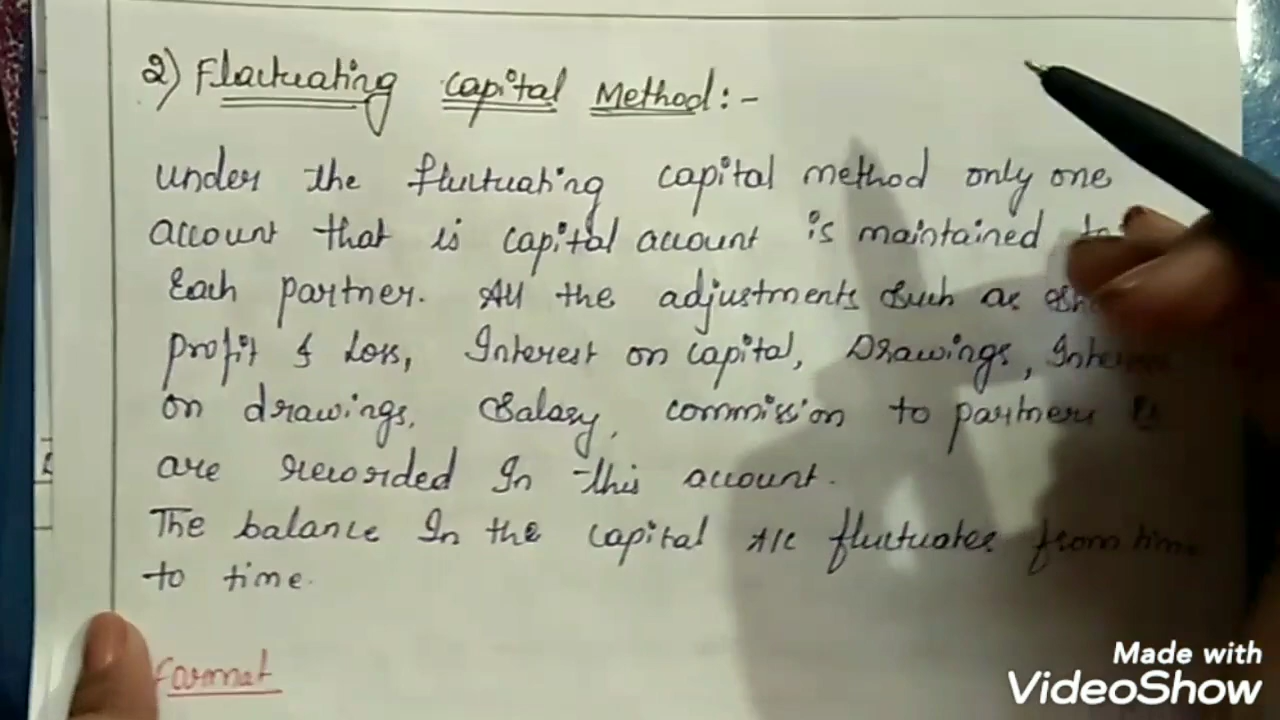 2) Fluctuating capital Method:-
under the fluctuating capital method only one
account that is capital account is maintained
Each partner. All the adjustments such as
profit & Loss, Interest on capital, Drawings,
on drawings, Salary, commission to partners
are recorded In this account.
The balance In the capital A/c fluctuates from time
to time.
Format
Made with
VideoShow